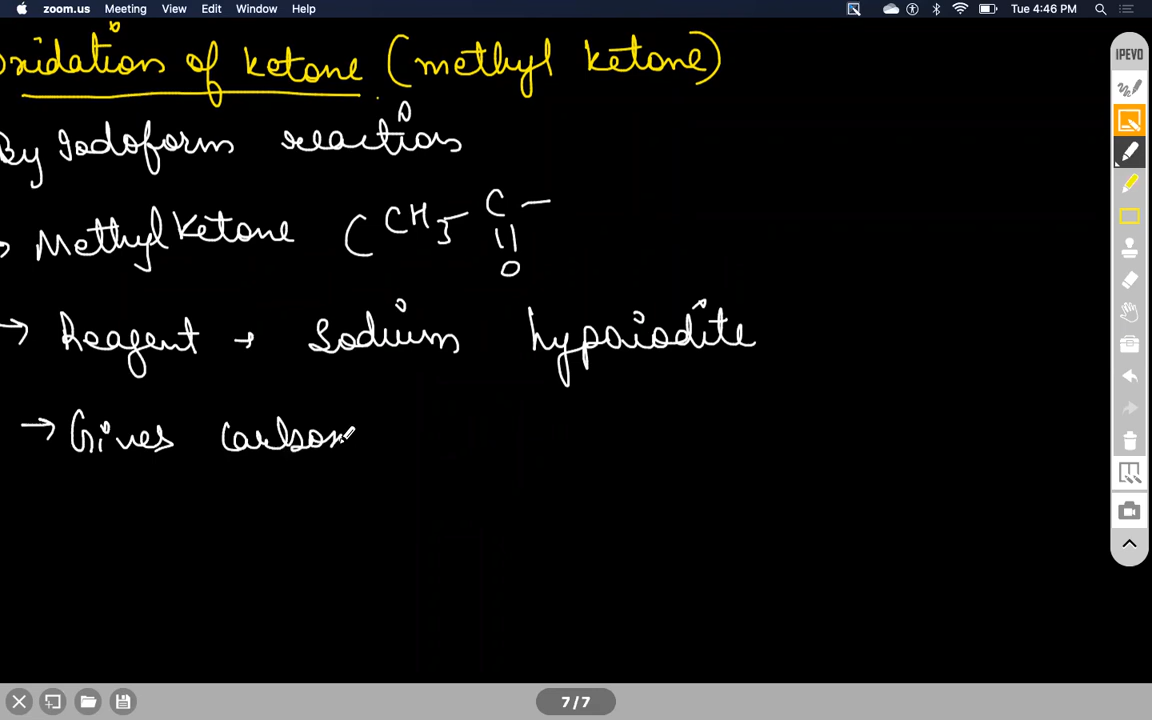 zoom.us Meeting View Edit Window Help Tue 4:46 PM
oxidation of ketone (methyl ketone)
IPEVO
By Iodoform reaction
Methyl ketone (CH3 - C -
O
→ Reagent → Sodium hypoiodite
→ Gives carbon
7 / 7